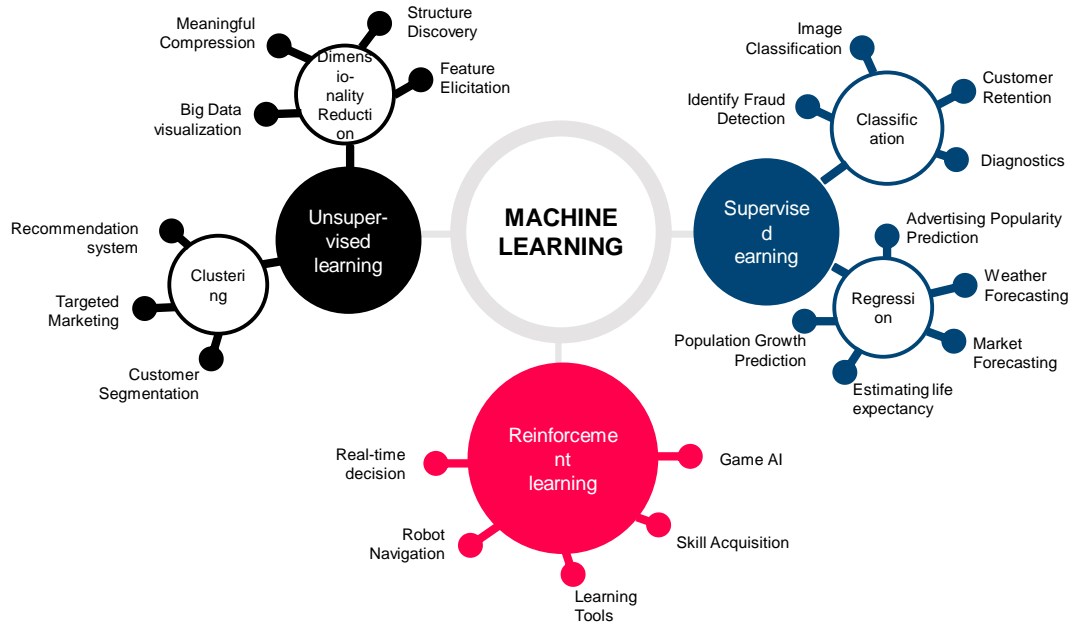 Meaningful
Compression
Structure
Discovery
Dimens
io-
nality
Reducti
on
Feature
Elicitation
Big Data
visualization
Unsuper-
vised
learning
Recommendation
system
Clusteri
ng
Targeted
Marketing
Customer
Segmentation
MACHINE
LEARNING
Image
Classification
Identify Fraud
Detection
Classific
ation
Customer
Retention
Diagnostics
Supervise
d
earning
Advertising Popularity
Prediction
Regressi
on
Weather
Forecasting
Population Growth
Prediction
Market
Forecasting
Estimating life
expectancy
Reinforceme
nt
learning
Real-time
decision
Game AI
Robot
Navigation
Skill Acquisition
Learning
Tools